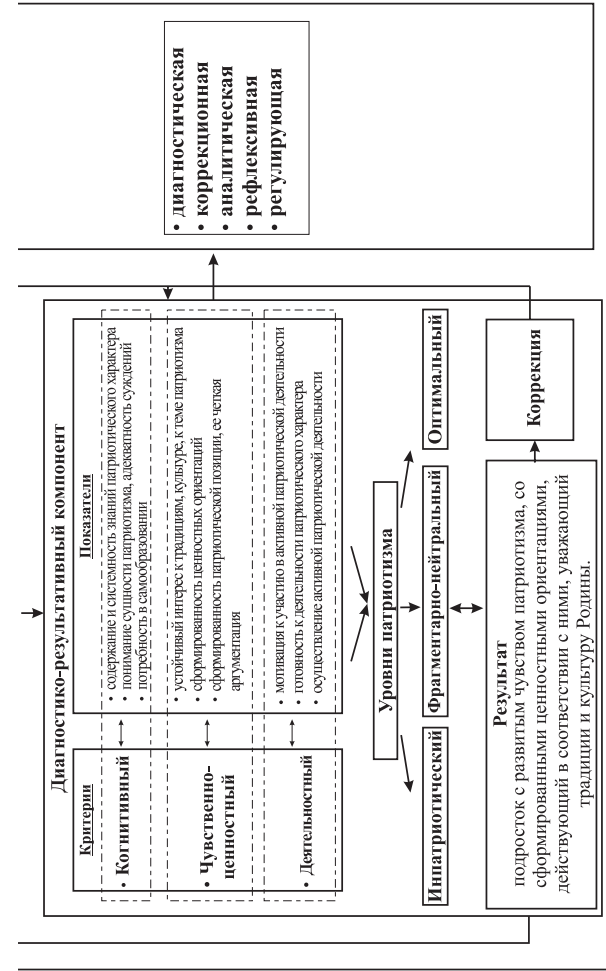 Диагностико-результативный компонент
Критерии
• Когнитивный
• Чувственно-
ценностный
• Деятельностный
Показатели
• содержание и системность знаний патриотического характера
• понимание сущности патриотизма, адекватность суждений
• потребность в самообразовании
• устойчивый интерес к традициям, культуре, к теме патриотизма
• сформированность ценностных ориентаций
• сформированность патриотической позиции, ее четкая
аргументация
• мотивация к участию в активной патриотической деятельности
• готовность к деятельности патриотического характера
• осуществление активной патриотической деятельности
Уровни патриотизма
Инпатриотический
Фрагментарно-нейтральный
Оптимальный
Результат
подросток с развитым чувством патриотизма, со
сформированными ценностными ориентациями,
действующий в соответствии с ними, уважающий
традиции и культуру Родины.
Коррекция
• диагностическая
• коррекционная
• аналитическая
• рефлексивная
• регулирующая